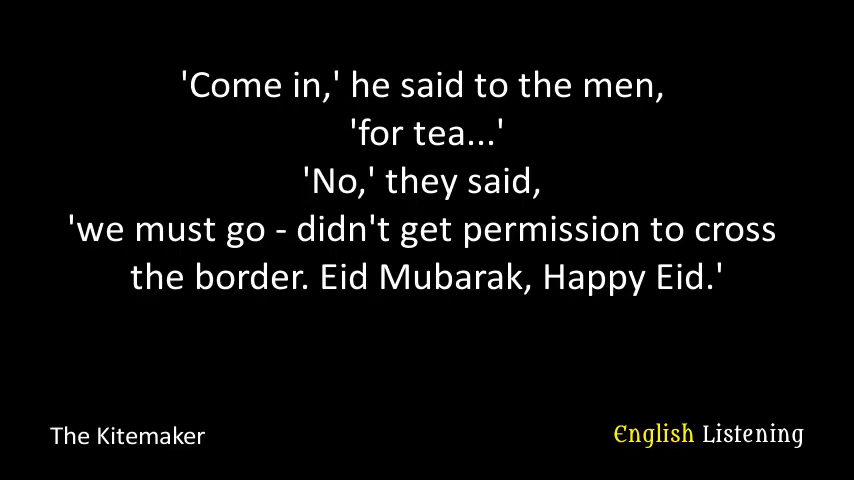 'Come in,' he said to the men,
'for tea...'
'No,' they said,
'we must go - didn't get permission to cross
the border. Eid Mubarak, Happy Eid.'
The Kitemaker
English Listening